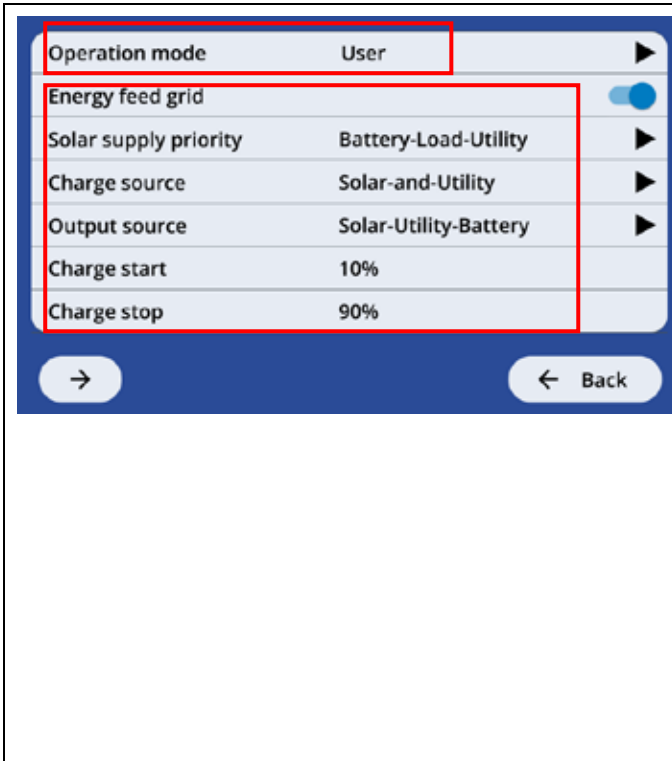 Operation mode User
Energy feed grid
Solar supply priority Battery-Load-Utility
Charge source Solar-and-Utility
Output source Solar-Utility-Battery
Charge start 10%
Charge stop 90%
→ ← Back